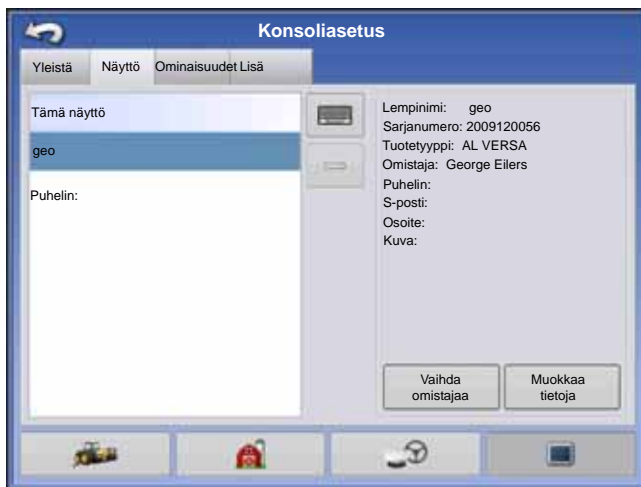 Konsoliasetus
Yleistä
Näyttö
Ominaisuudet
Lisä
Tämä näyttö
geo
Puhelin:
Lempinimi: geo
Sarjanumero: 2009120056
Tuotetyyppi: AL VERSA
Omistaja: George Eilers
Puhelin:
S-posti:
Osoite:
Kuva:
Vaihda
omistajaa
Muokkaa
tietoja